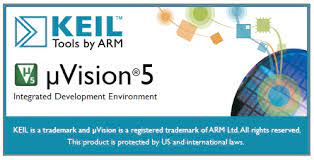 KEIL™
Tools by ARM
µVision®5
Integrated Development Environment
KEIL is a trademark and µVision is a registered trademark of ARM Ltd. All rights reserved.
This product is protected by US and international laws.